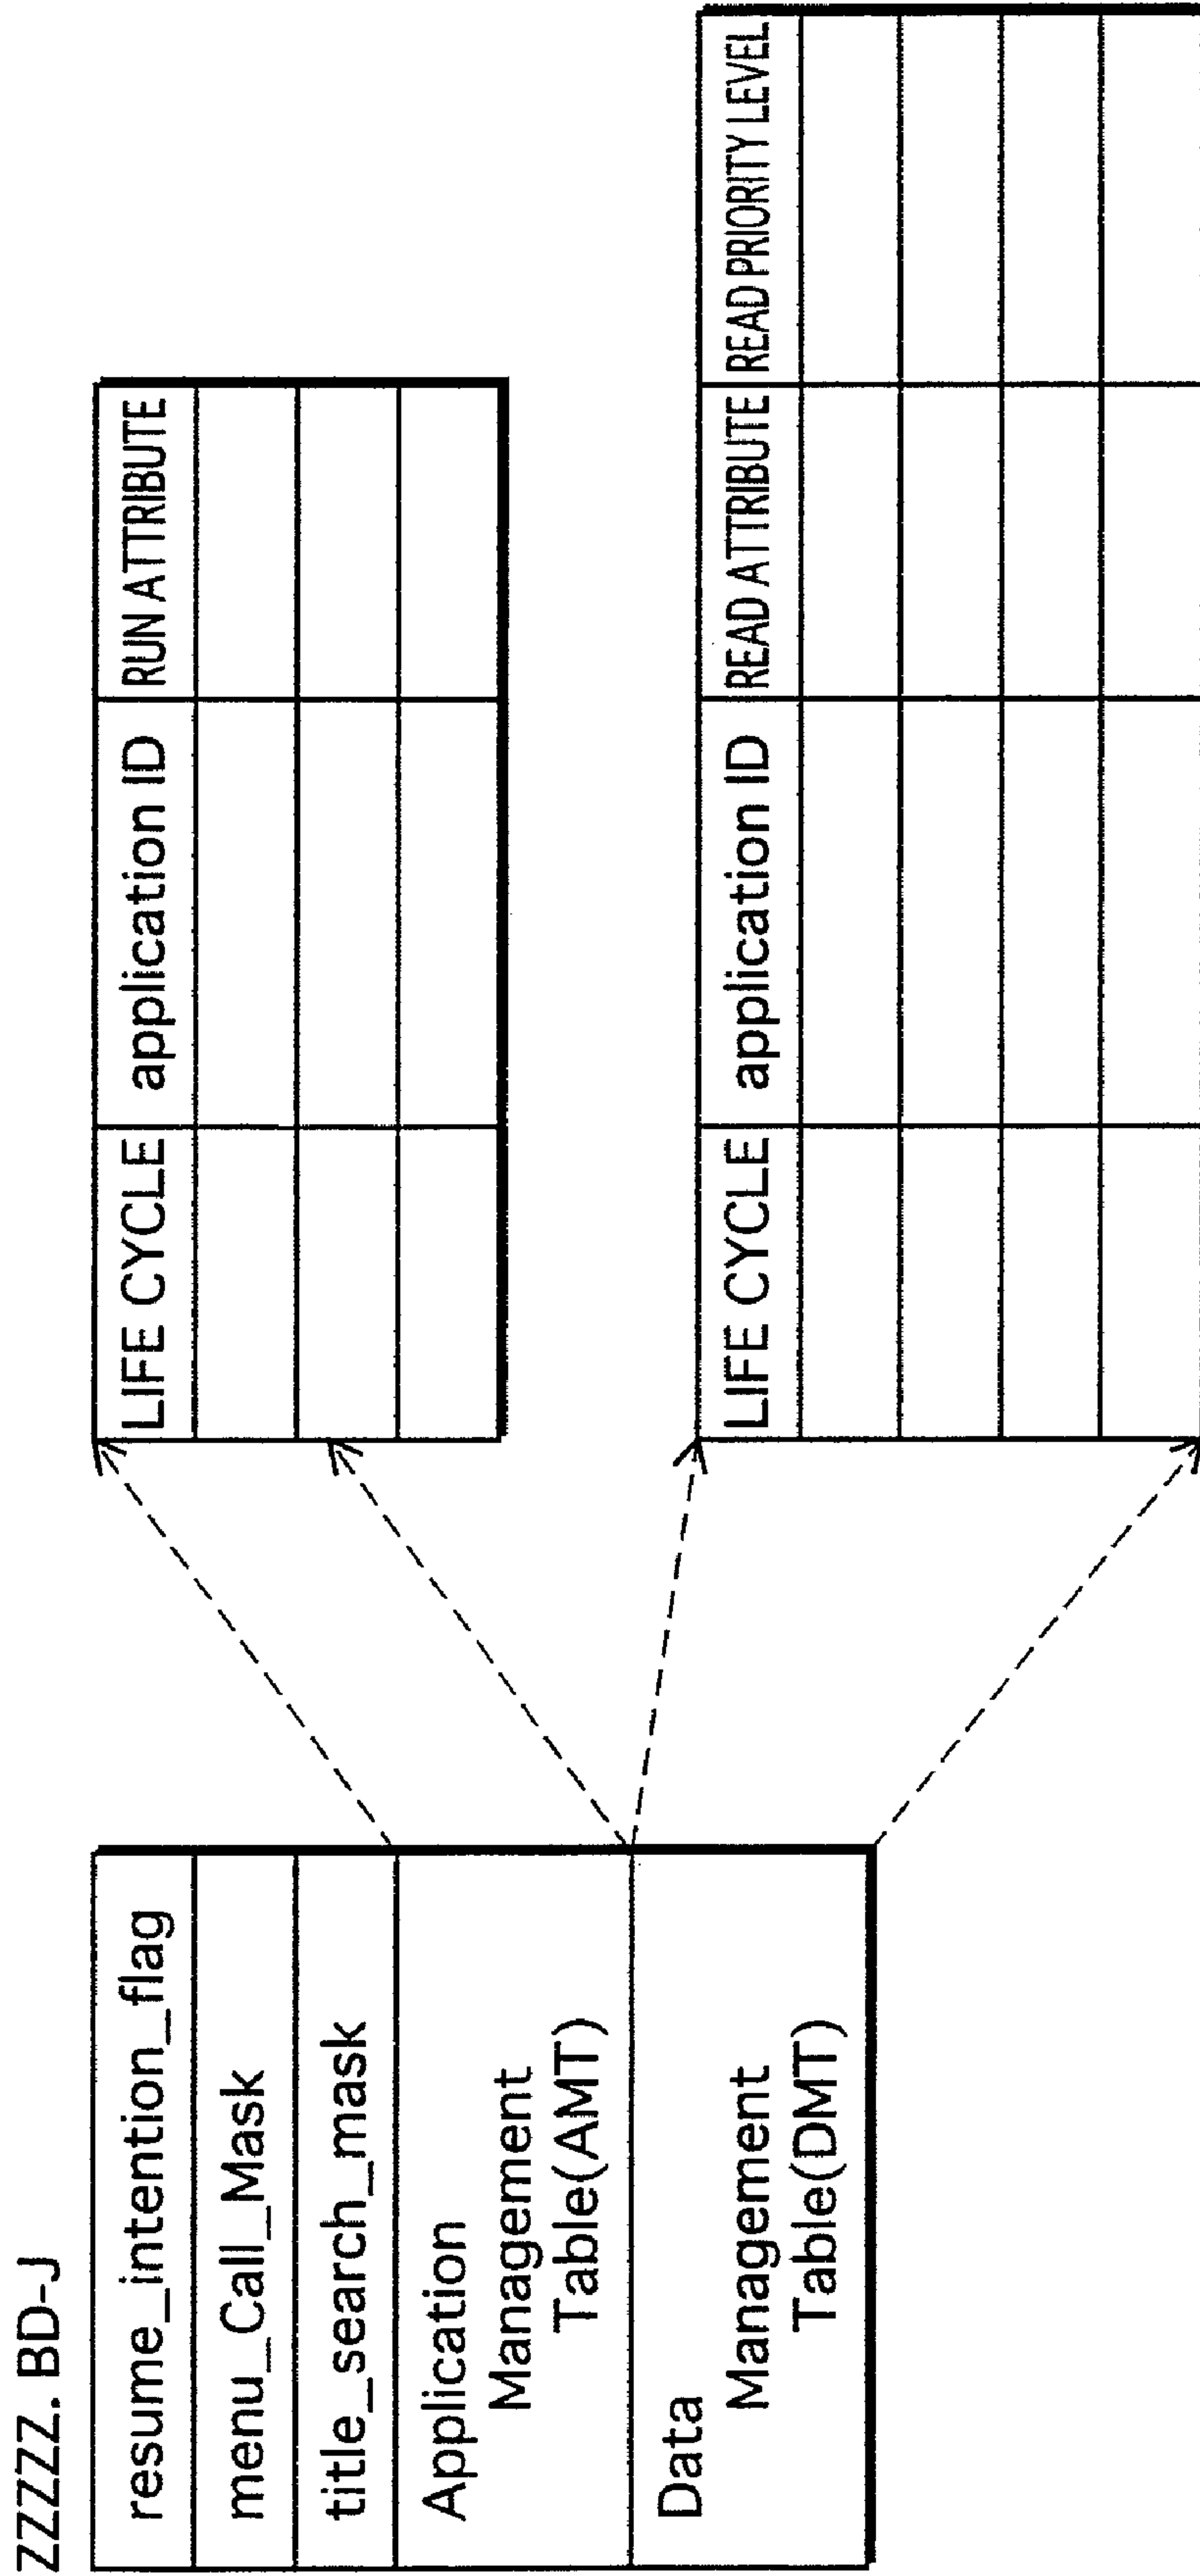 ZZZZZ. BD-J
resume_intention_flag
menu_Call_Mask
title_search_mask
Application
Management
Table(AMT)
Data
Management
Table(DMT)
LIFE CYCLE application ID RUN ATTRIBUTE
LIFE CYCLE application ID READ ATTRIBUTE READ PRIORITY LEVEL